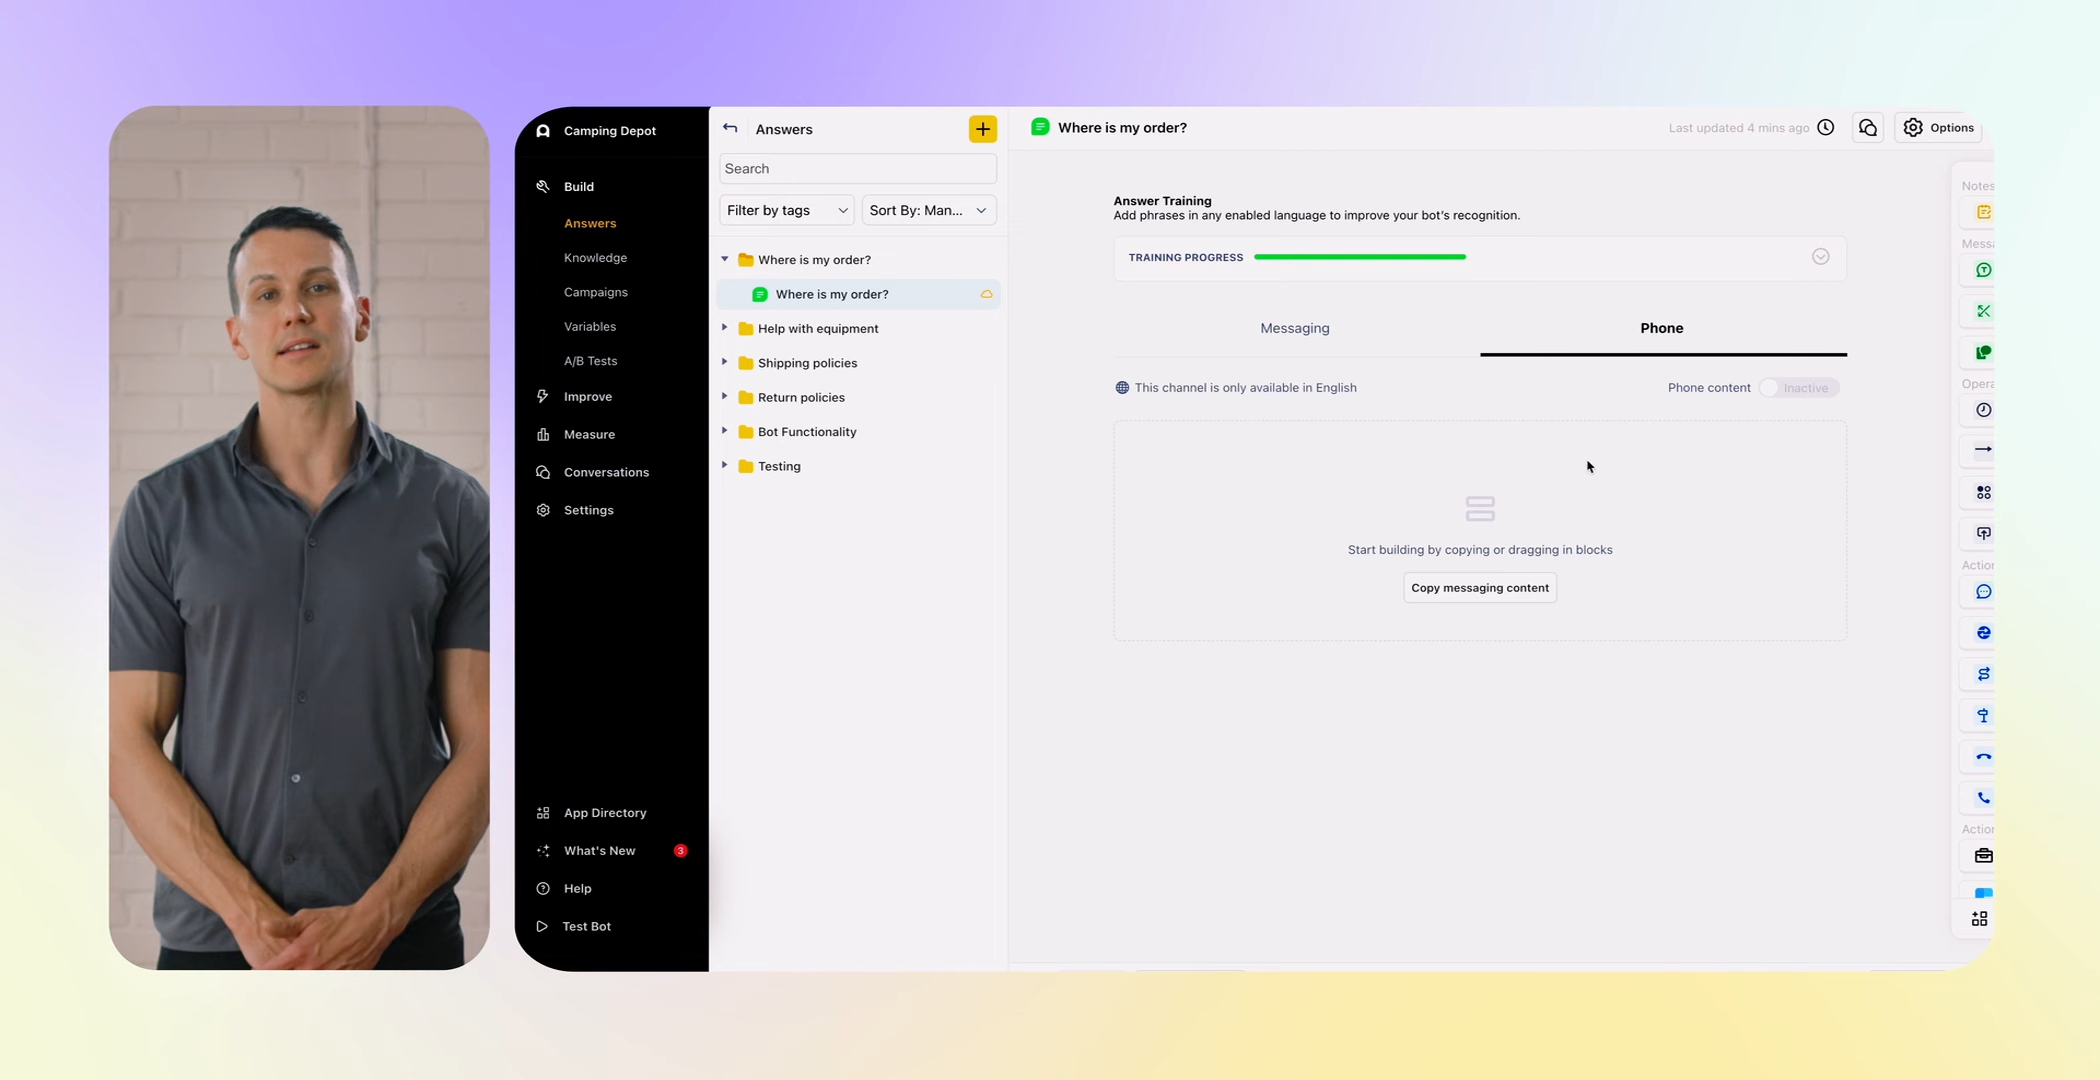 Camping Depot
Build
Answers
Knowledge
Campaigns
Variables
A/B Tests
Improve
Measure
Conversations
Settings
App Directory
What's New 3
Help
Test Bot
Answers
Search
Filter by tags
Sort By: Man...
Where is my order?
Where is my order?
Help with equipment
Shipping policies
Return policies
Bot Functionality
Testing
Where is my order?
Last updated 4 mins ago
Options
Answer Training
Add phrases in any enabled language to improve your bot's recognition.
TRAINING PROGRESS
Messaging
Phone
This channel is only available in English
Phone content
Inactive
Start building by copying or dragging in blocks
Copy messaging content
Notes
Messa
Opera
Action
Action